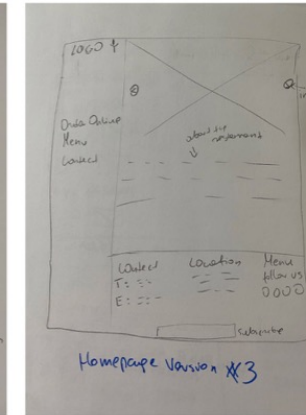 LOGO
Order Online
Menu
Contact
about the
restaurant
Contact
T:
E:
Location
Menu
follow us
subscribe
Homepage Version #3